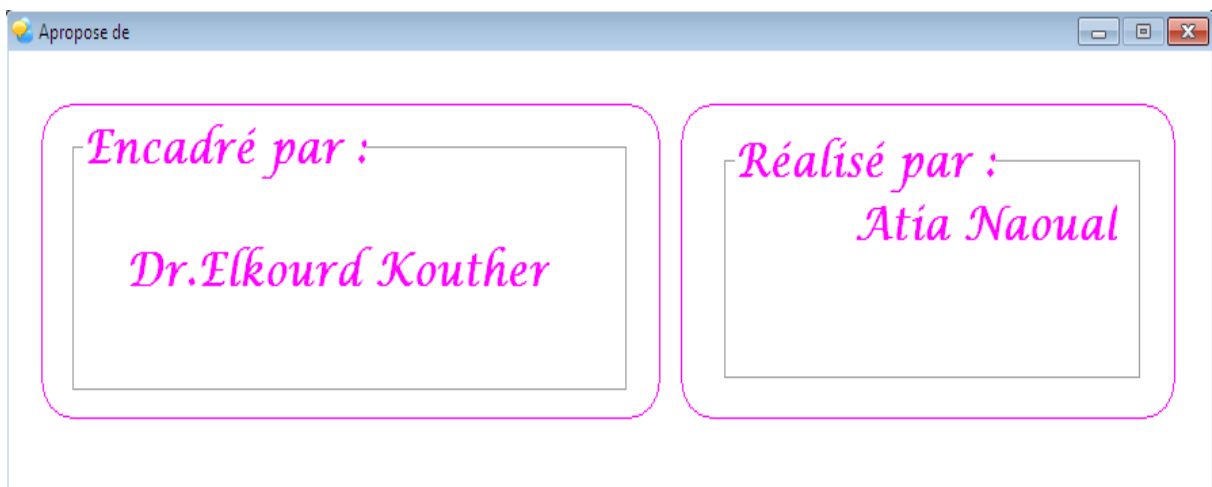 Apropose de
Encadré par :
Dr.Elkourd Kouther
Réalisé par :
Atia Naoual